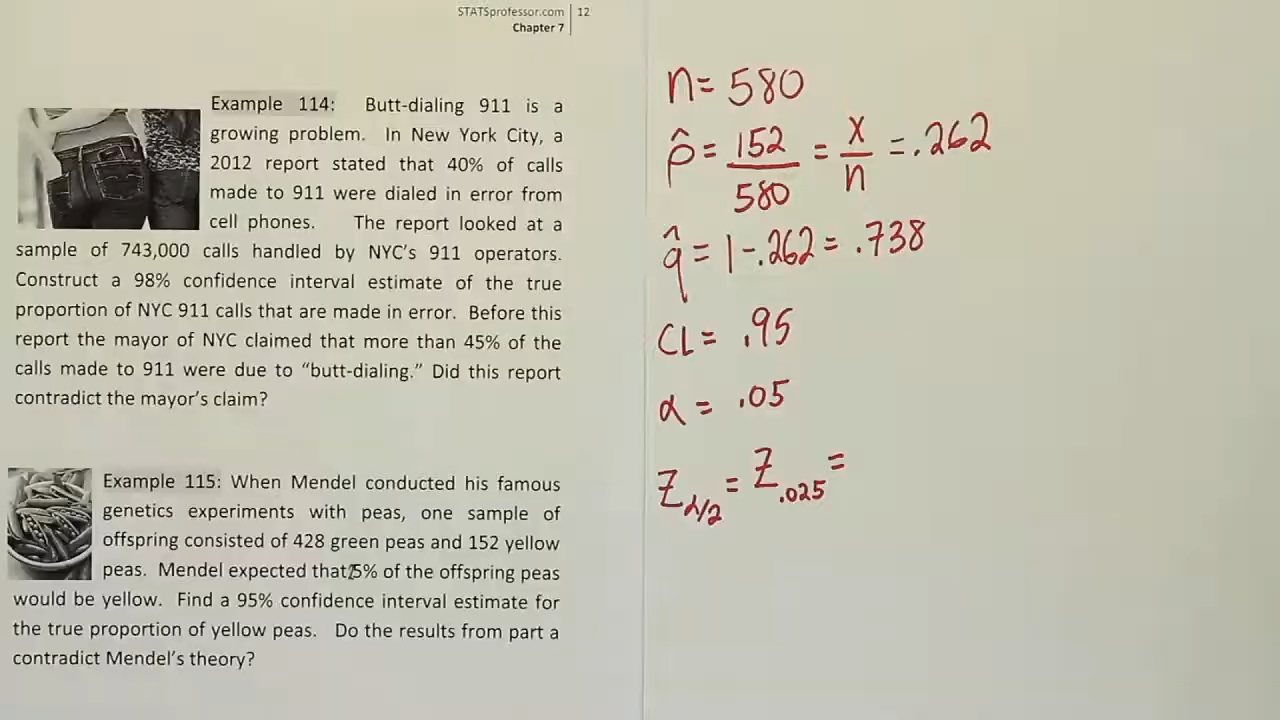 STATSprofessor.com 12
Chapter 7
Example 114: Butt-dialing 911 is a
growing problem. In New York City, a
2012 report stated that 40% of calls
made to 911 were dialed in error from
cell phones. The report looked at a
sample of 743,000 calls handled by NYC's 911 operators.
Construct a 98% confidence interval estimate of the true
proportion of NYC 911 calls that are made in error. Before this
report the mayor of NYC claimed that more than 45% of the
calls made to 911 were due to “butt-dialing.” Did this report
contradict the mayor's claim?
Example 115: When Mendel conducted his famous
genetics experiments with peas, one sample of
offspring consisted of 428 green peas and 152 yellow
peas. Mendel expected that 25% of the offspring peas
would be yellow. Find a 95% confidence interval estimate for
the true proportion of yellow peas. Do the results from part a
contradict Mendel's theory?
n= 580
p̂ = 152/580 = x/n = .262
q̂ = 1-.262 = .738
CL = .95
α = .05
Z α/2 = Z .025 =